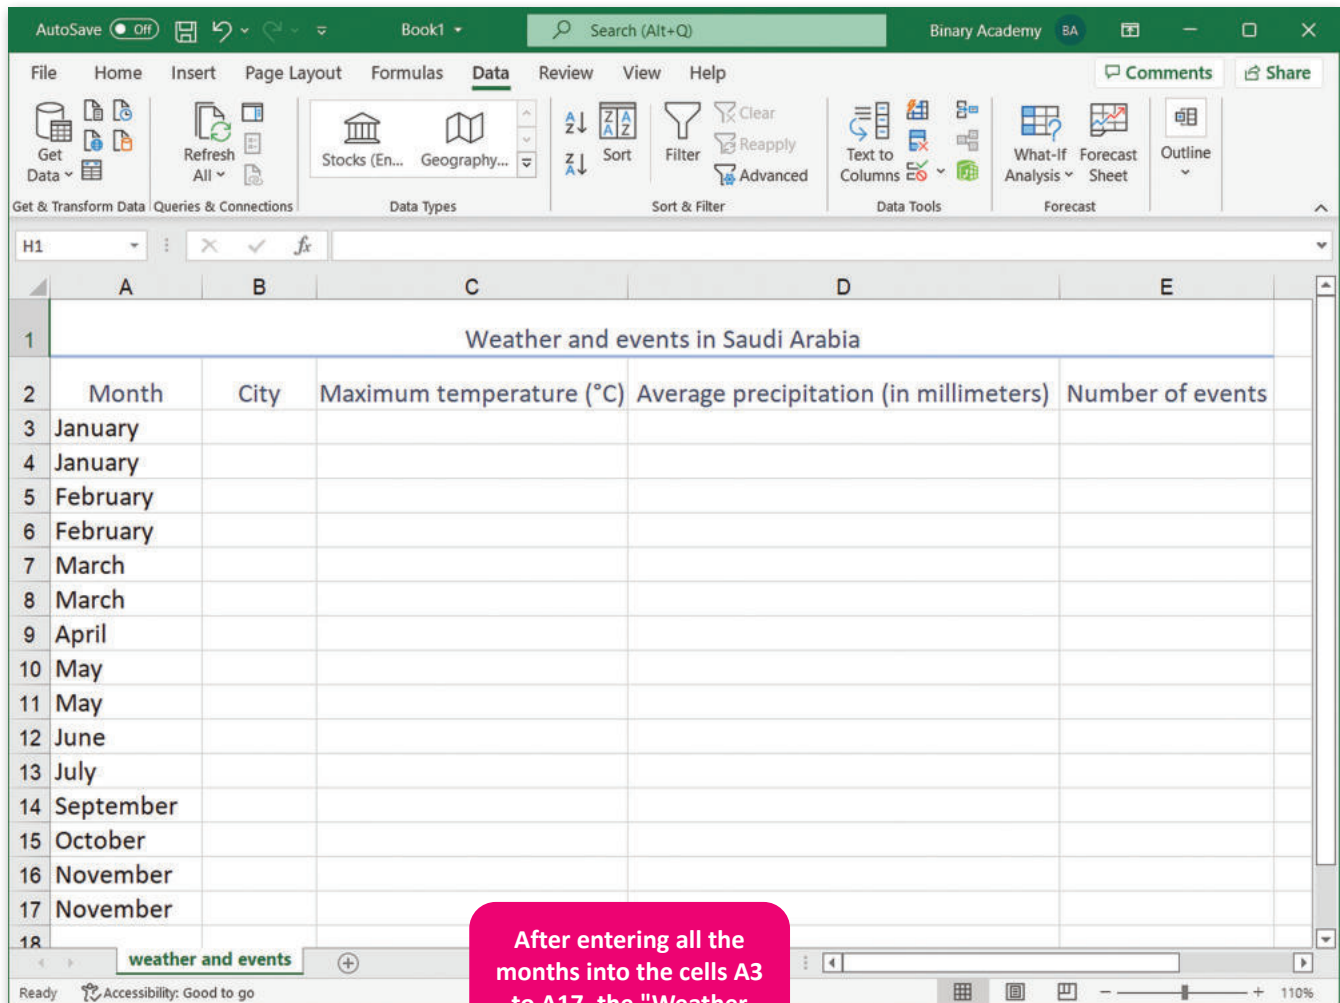 AutoSave Off Book1 Search (Alt+Q) Binary Academy BA
File Home Insert Page Layout Formulas Data Review View Help Comments Share
Get Data
Refresh All
Stocks (En... Geography...
Sort
Filter
Clear
Reapply
Advanced
Text to Columns
What-If Analysis
Forecast Sheet
Outline
Get & Transform Data Queries & Connections Data Types Sort & Filter Data Tools Forecast
H1 fx
A B C D E
1 Weather and events in Saudi Arabia
2 Month City Maximum temperature (°C) Average precipitation (in millimeters) Number of events
3 January
4 January
5 February
6 February
7 March
8 March
9 April
10 May
11 May
12 June
13 July
14 September
15 October
16 November
17 November
18
weather and events
After entering all the
months into the cells A3
to A17, the "Weather
Ready Accessibility: Good to go 110%